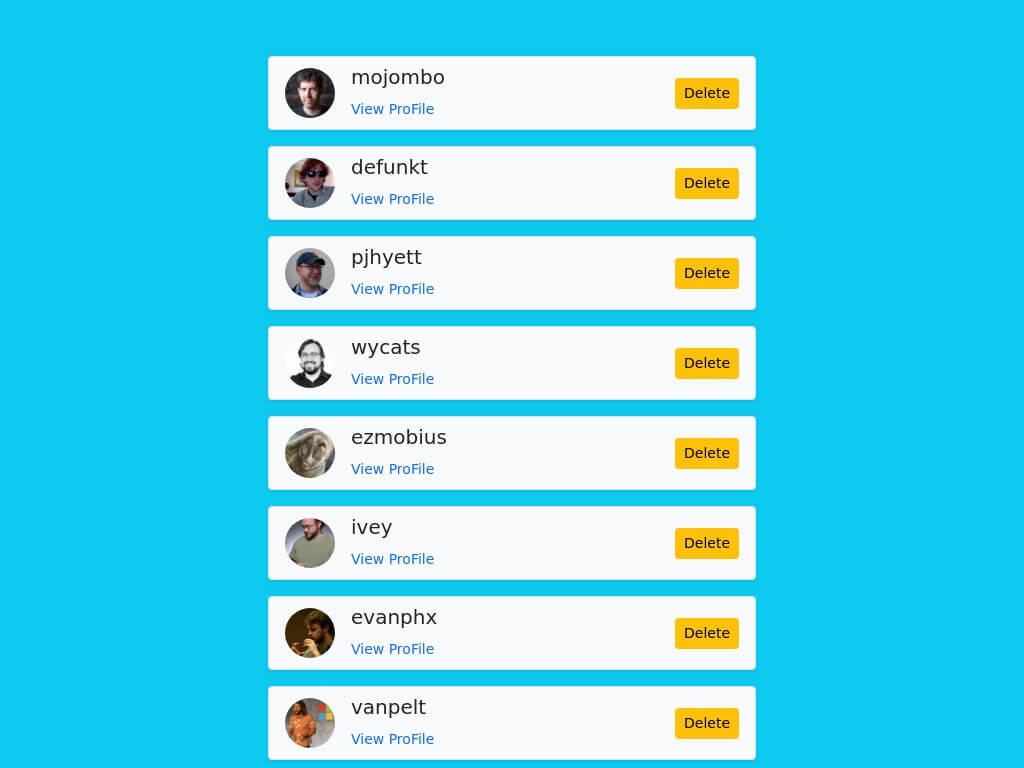 mojombo
View ProFile
Delete
defunkt
View ProFile
Delete
pjhyett
View ProFile
Delete
wycats
View ProFile
Delete
ezmobius
View ProFile
Delete
ivey
View ProFile
Delete
evanphx
View ProFile
Delete
vanpelt
View ProFile
Delete